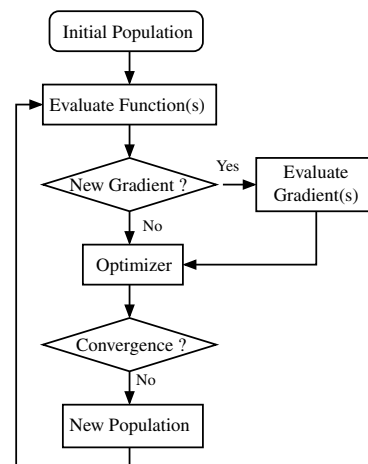 Initial Population
Evaluate Function(s)
New Gradient ?
Yes
Evaluate
Gradient(s)
No
Optimizer
Convergence ?
No
New Population